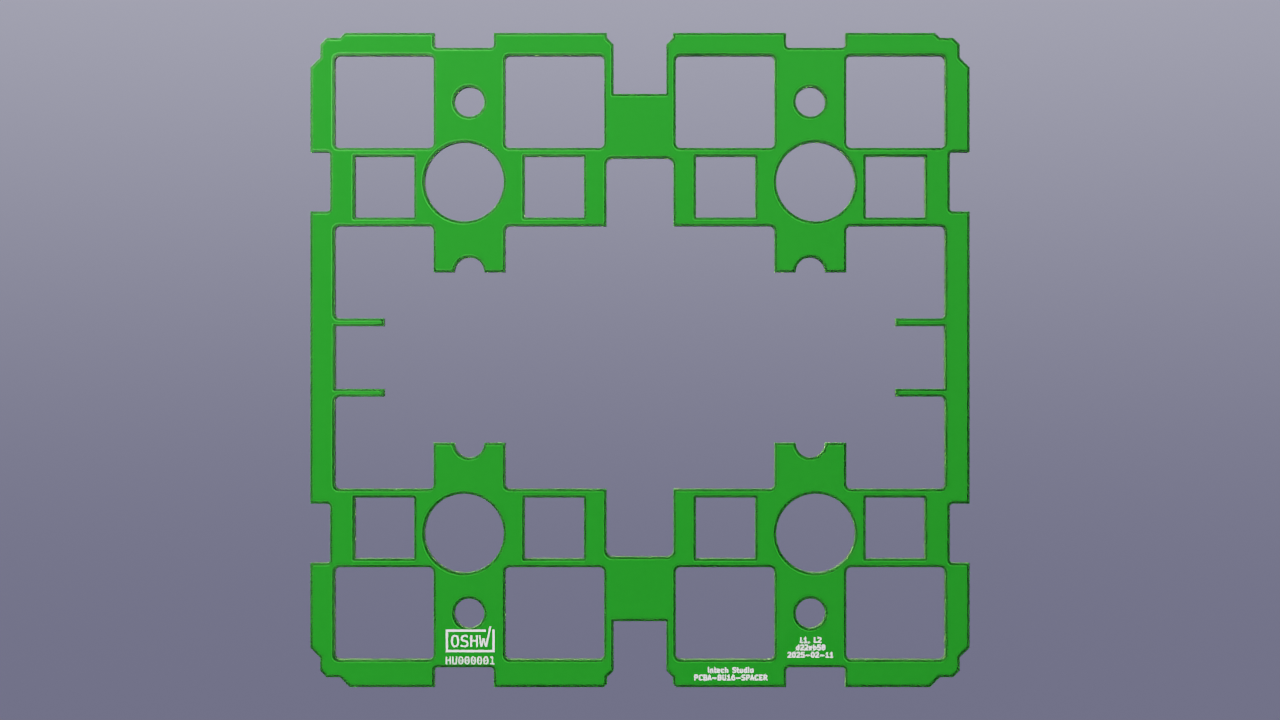 OSHW
HU000001
Intech Studio
PCBA-BU16-SPACER
L1, L2
2025-02-11